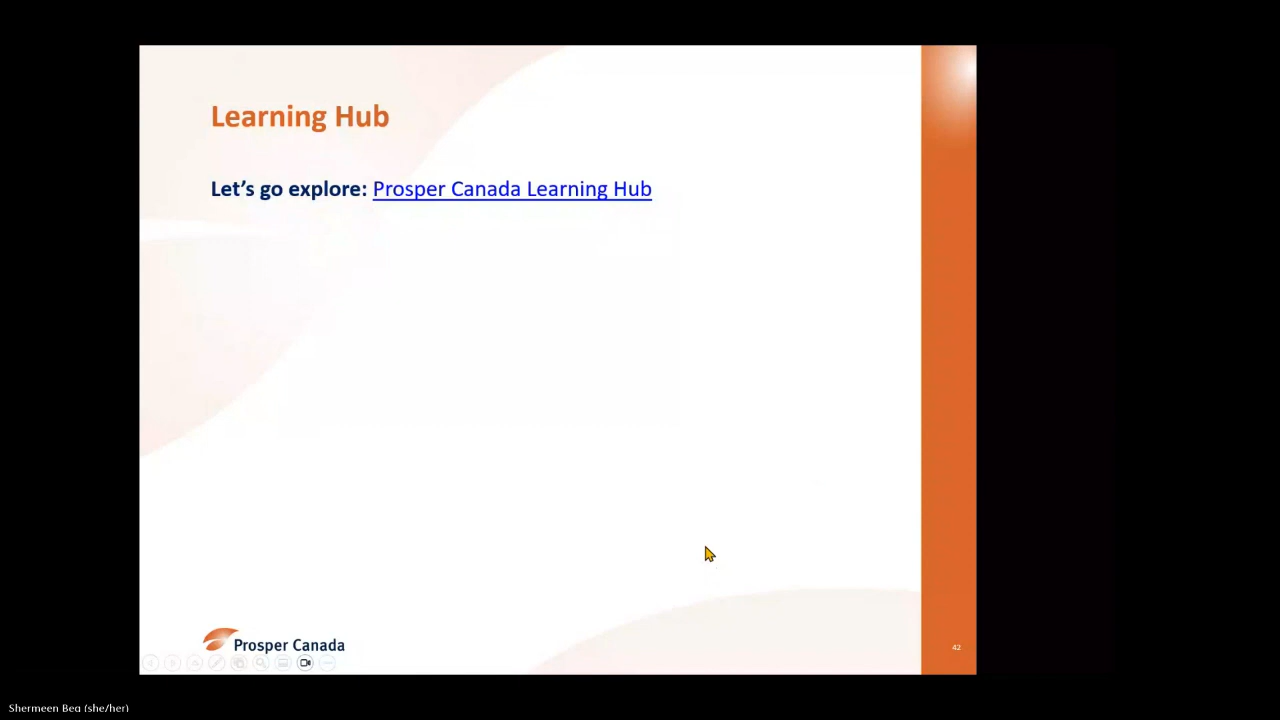 Learning Hub
Let’s go explore: Prosper Canada Learning Hub
Prosper Canada
42
Shermeen Beg (she/her)